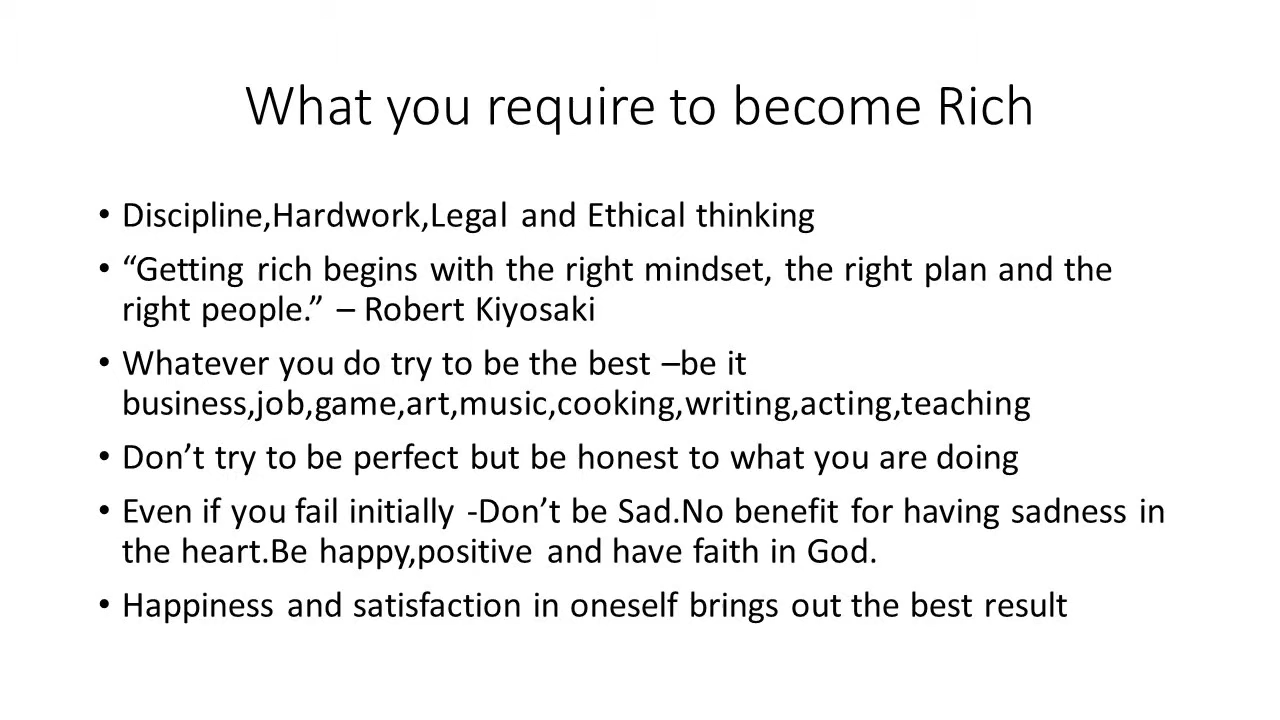 What you require to become Rich
• Discipline,Hardwork,Legal and Ethical thinking
• “Getting rich begins with the right mindset, the right plan and the
right people.” – Robert Kiyosaki
• Whatever you do try to be the best –be it
business,job,game,art,music,cooking,writing,acting,teaching
• Don’t try to be perfect but be honest to what you are doing
• Even if you fail initially -Don’t be Sad.No benefit for having sadness in
the heart.Be happy,positive and have faith in God.
• Happiness and satisfaction in oneself brings out the best result